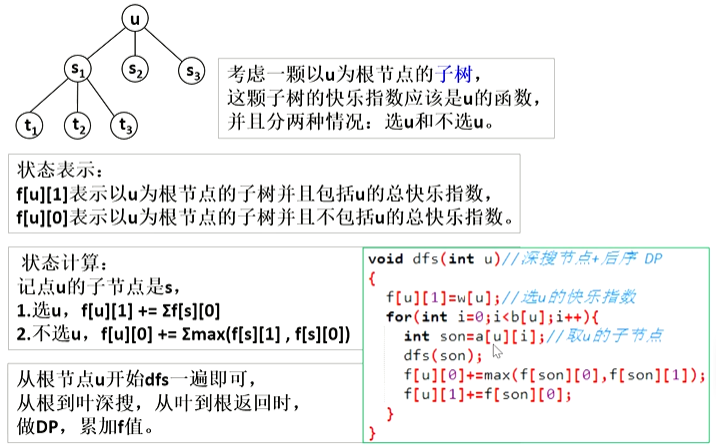 u
s1
s2
s3
t1
t2
t3
考虑一颗以u为根节点的子树，
这颗子树的快乐指数应该是u的函数，
并且分两种情况：选u和不选u。
状态表示：
f[u][1]表示以u为根节点的子树并且包括u的总快乐指数，
f[u][0]表示以u为根节点的子树并且不包括u的总快乐指数。
状态计算：
记点u的子节点是s，
1.选u，f[u][1] += Σf[s][0]
2.不选u，f[u][0] += Σmax(f[s][1] , f[s][0])
从根节点u开始dfs一遍即可，
从根到叶深搜，从叶到根返回时，
做DP，累加f值。
void dfs(int u)//深搜节点+后序 DP
{
f[u][1]=w[u];//选u的快乐指数
for(int i=0;i<b[u];i++){
int son=a[u][i];//取u的子节点
dfs(son);
f[u][0]+=max(f[son][0],f[son][1]);
f[u][1]+=f[son][0];
}
}